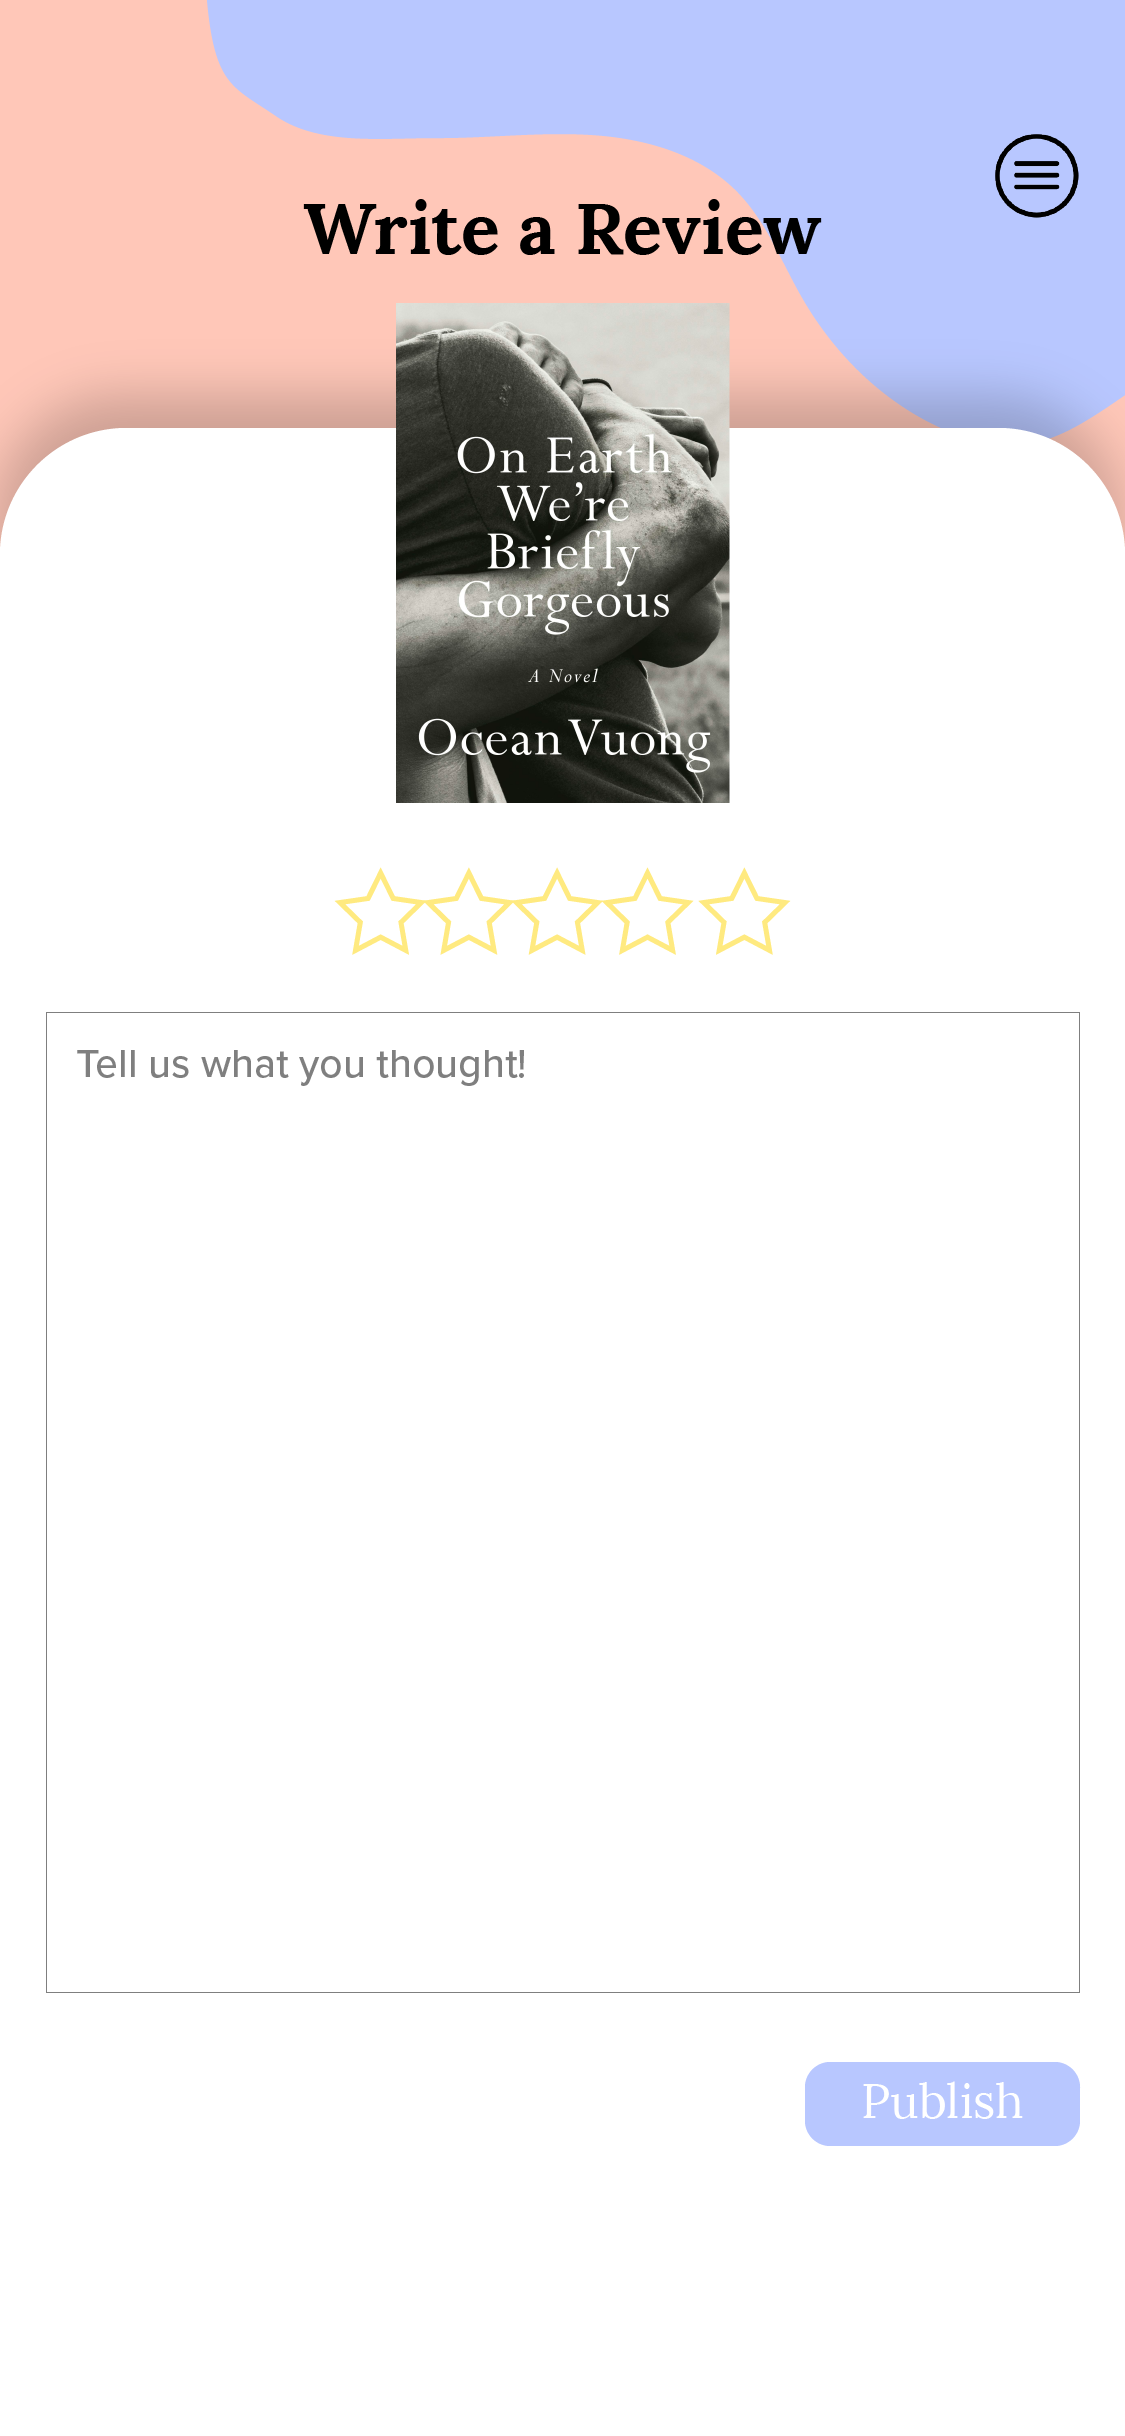 Write a Review
On Earth
We’re
Briefly
Gorgeous
A Novel
Ocean Vuong
Tell us what you thought!
Publish